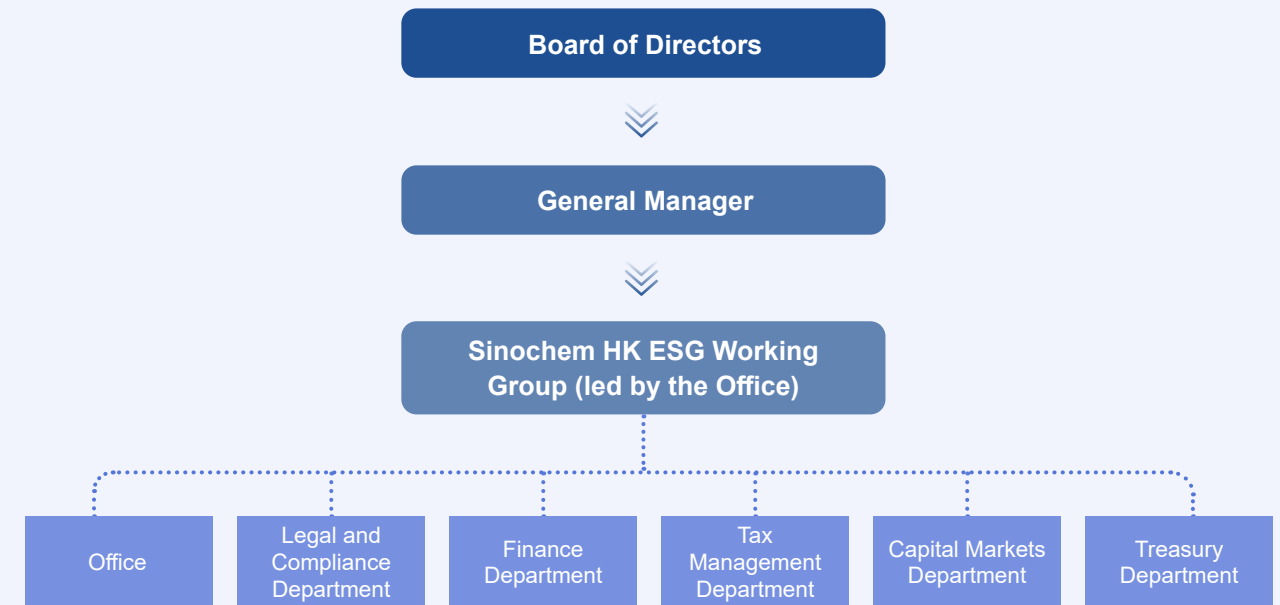 Board of Directors
General Manager
Sinochem HK ESG Working
Group (led by the Office)
Office
Legal and
Compliance
Department
Finance
Department
Tax
Management
Department
Capital Markets
Department
Treasury
Department